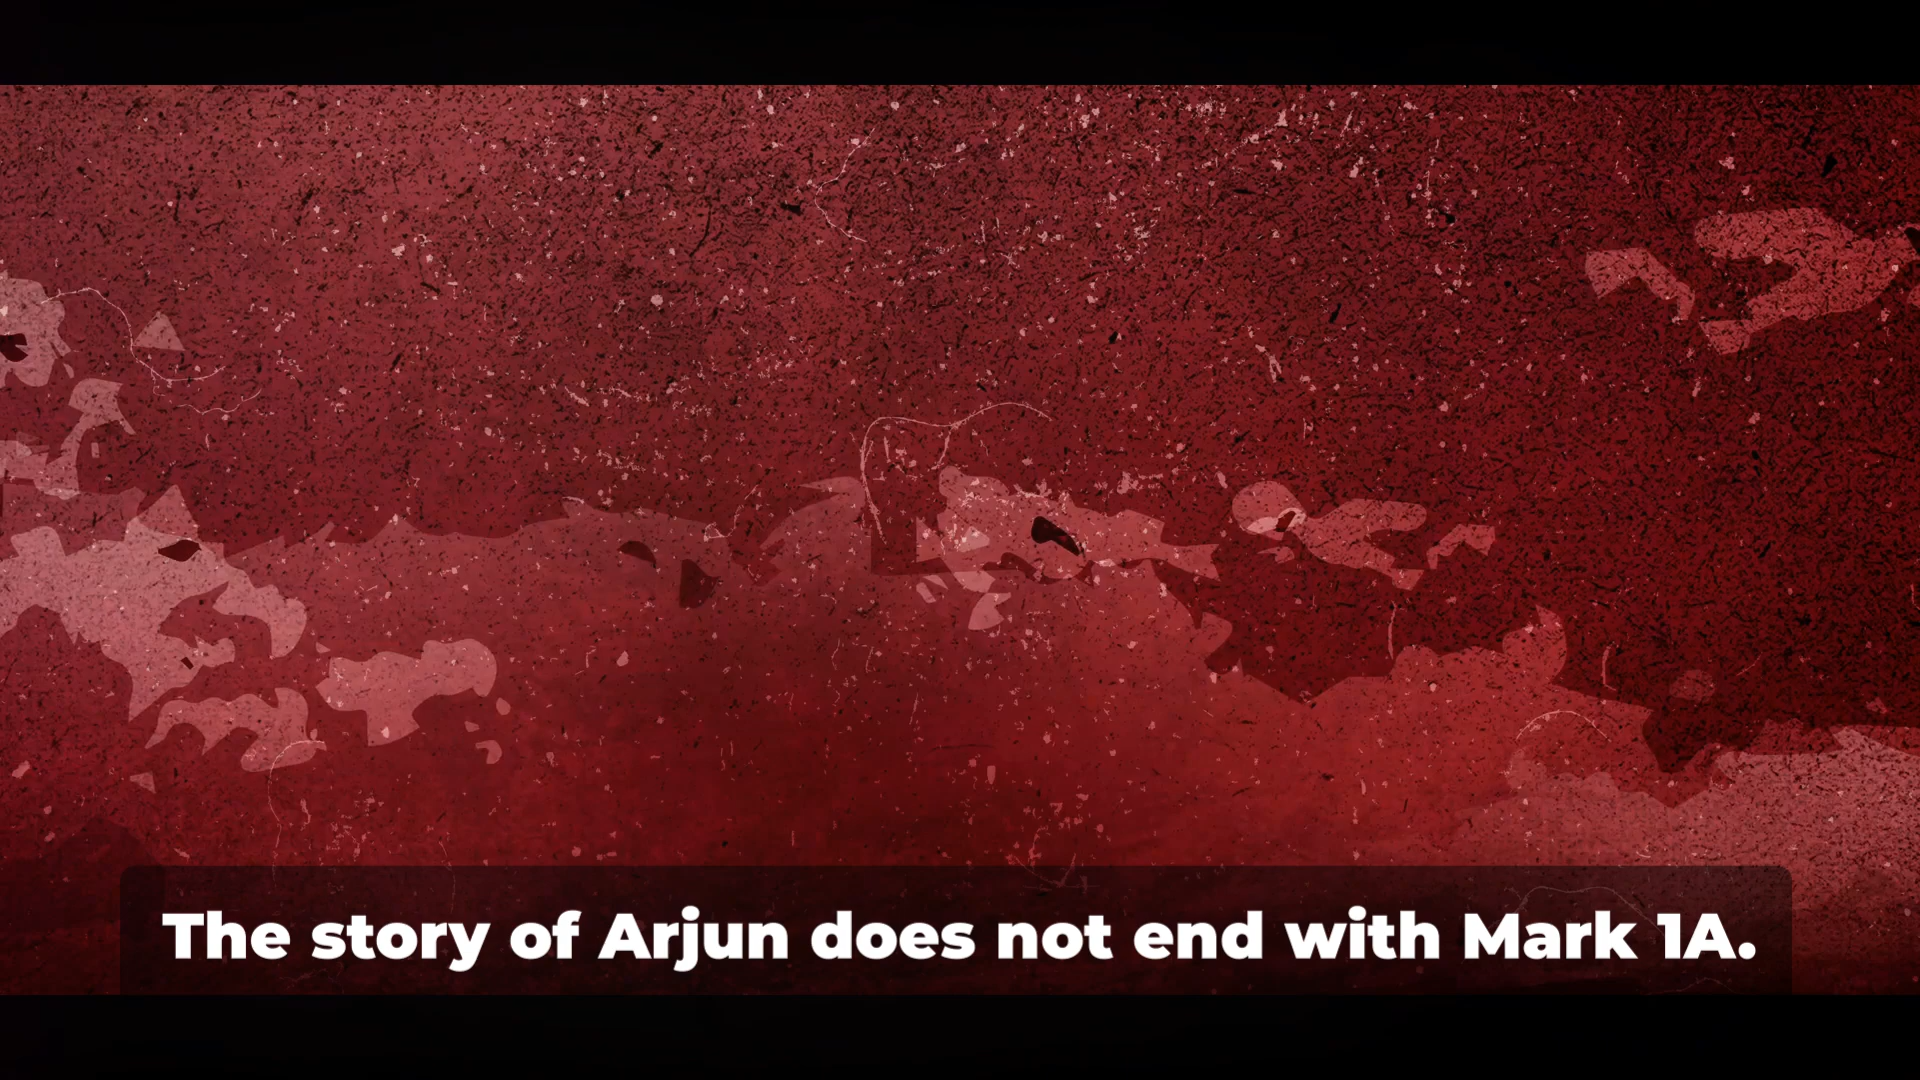 The story of Arjun does not end with Mark 1A.